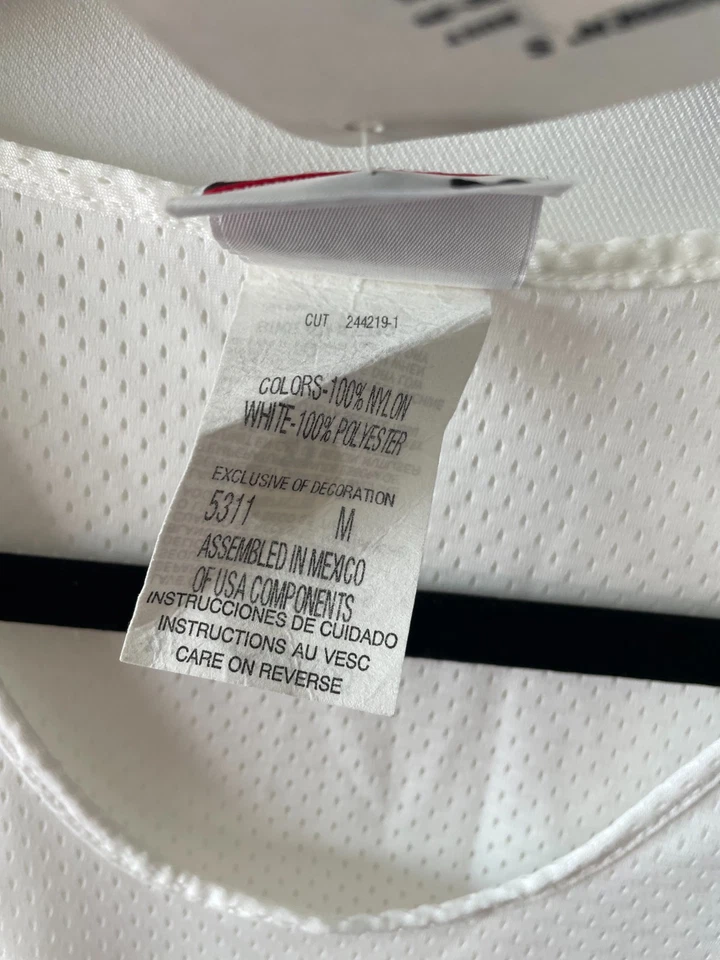 CUT 244219-1
COLORS-100% NYLON
WHITE-100% POLYESTER
EXCLUSIVE OF DECORATION
5311 M
ASSEMBLED IN MEXICO
OF USA COMPONENTS
INSTRUCCIONES DE CUIDADO
INSTRUCTIONS AU VESC
CARE ON REVERSE